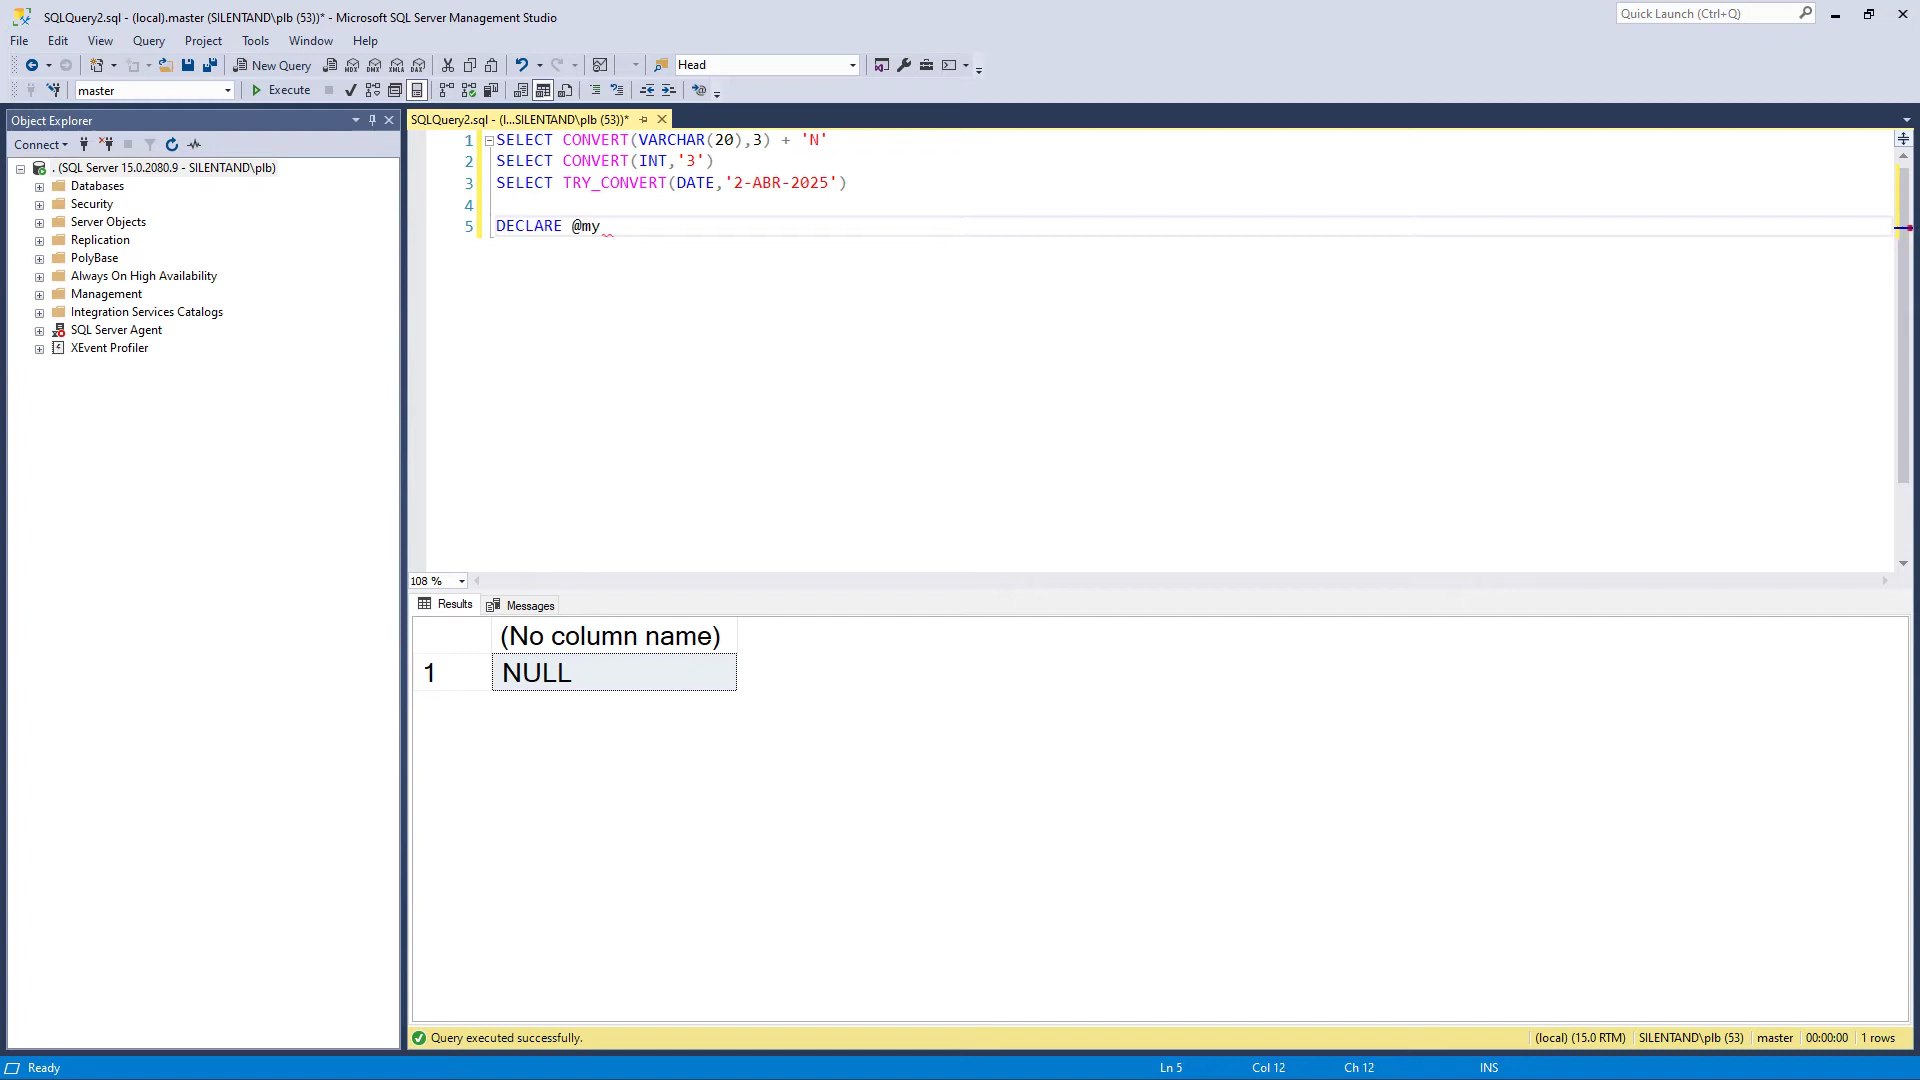 SQLQuery2.sql - (local).master (SILENTAND\plb (53))* - Microsoft SQL Server Management Studio
Quick Launch (Ctrl+Q)
File Edit View Query Project Tools Window Help
New Query
MDX DMX XMLA DAX
Head
master
Execute
Object Explorer
Connect
. (SQL Server 15.0.2080.9 - SILENTAND\plb)
Databases
Security
Server Objects
Replication
PolyBase
Always On High Availability
Management
Integration Services Catalogs
SQL Server Agent
XEvent Profiler
SQLQuery2.sql - (l...SILENTAND\plb (53))*
1 SELECT CONVERT(VARCHAR(20),3) + 'N'
2 SELECT CONVERT(INT,'3')
3 SELECT TRY_CONVERT(DATE,'2-ABR-2025')
4
5 DECLARE @my
108 %
Results Messages
(No column name)
1 NULL
Query executed successfully.
(local) (15.0 RTM) SILENTAND\plb (53) master 00:00:00 1 rows
Ready
Ln 5 Col 12 Ch 12 INS